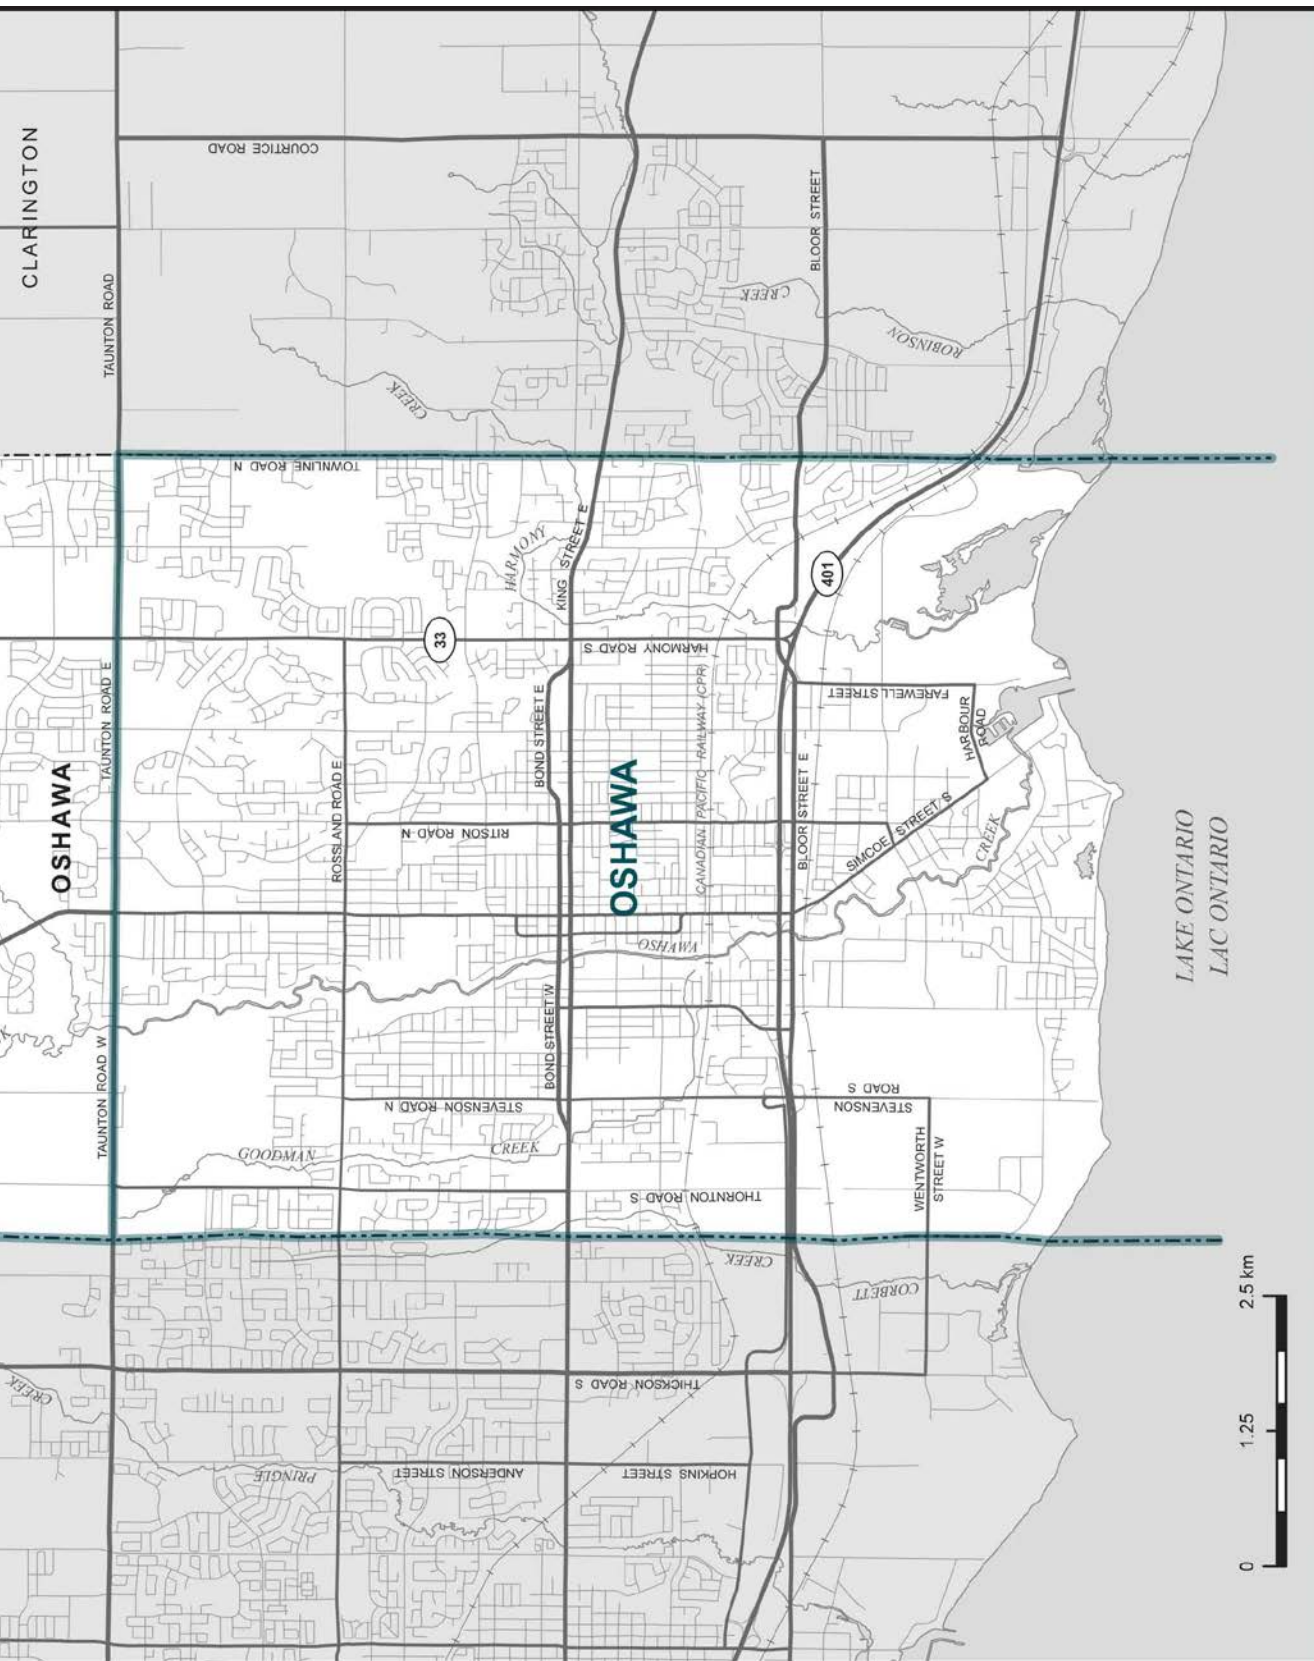 CLARINGTON
COURTICE ROAD
TAUNTON ROAD
BLOOR STREET
CREEK
ROBINSON
CREEK
TOWNLINE ROAD N
HARMONY
KING STREET E
401
33
HARMONY ROAD S
TAUNTON ROAD E
BOND STREET E
CANADIAN PACIFIC RAILWAY (CPR)
FAREWELL STREET
HARBOUR
ROAD
OSHAWA
ROSSLAND ROAD E
RITSON ROAD N
OSHAWA
BLOOR STREET E
SIMCOE STREET S
CREEK
LAKE ONTARIO
LAC ONTARIO
OSHAWA
TAUNTON ROAD W
BOND STREET W
STEVENSON ROAD N
STEVENSON
ROAD S
GOODMAN
CREEK
THORNTON ROAD S
WENTWORTH
STREET W
CREEK
CORBETT
THICKSON ROAD S
CREEK
PRINGLE
ANDERSON STREET
HOPKINS STREET
0
1.25
2.5 km